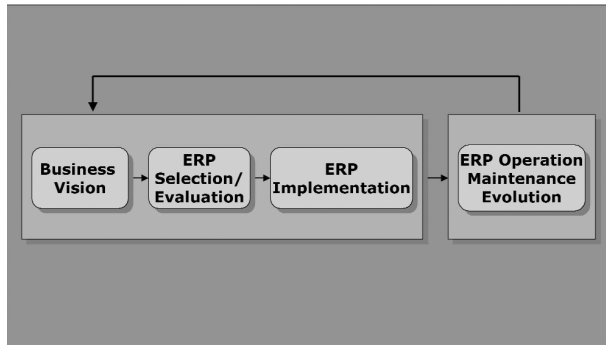 Business
Vision
ERP
Selection/
Evaluation
ERP
Implementation
ERP Operation
Maintenance
Evolution